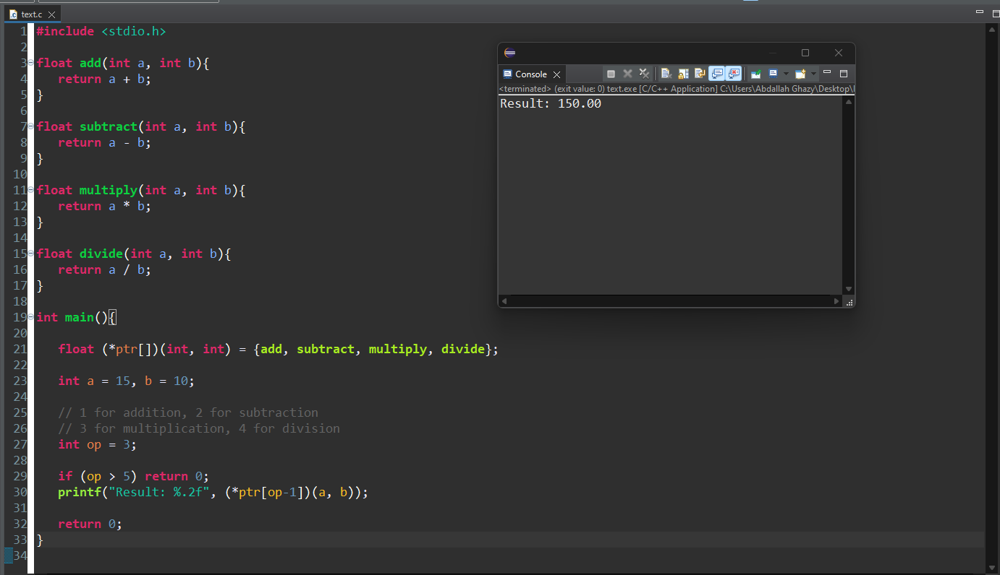 text.c
1 #include <stdio.h>
2
3 float add(int a, int b){
4    return a + b;
5 }
6
7 float subtract(int a, int b){
8    return a - b;
9 }
10
11 float multiply(int a, int b){
12    return a * b;
13 }
14
15 float divide(int a, int b){
16    return a / b;
17 }
18
19 int main(){
20
21    float (*ptr[])(int, int) = {add, subtract, multiply, divide};
22
23    int a = 15, b = 10;
24
25    // 1 for addition, 2 for subtraction
26    // 3 for multiplication, 4 for division
27    int op = 3;
28
29    if (op > 5) return 0;
30    printf("Result: %.2f", (*ptr[op-1])(a, b));
31
32    return 0;
33 }
34
Console
<terminated> (exit value: 0) text.exe [C/C++ Application] C:\Users\Abdallah Ghazy\Desktop\
Result: 150.00